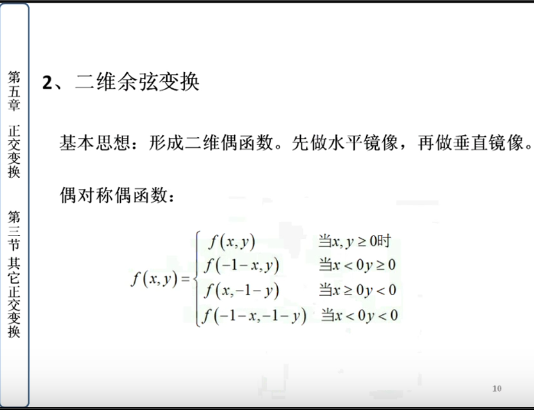 第五章 正交变换 第三节 其它正交变换
2、二维余弦变换
基本思想：形成二维偶函数。先做水平镜像，再做垂直镜像。
偶对称偶函数：
f(x,y)= {
f(x,y) 当x,y≥0时
f(−1−x,y) 当x<0y≥0
f(x,−1−y) 当x≥0y<0
f(−1−x,−1−y) 当x<0y<0
10